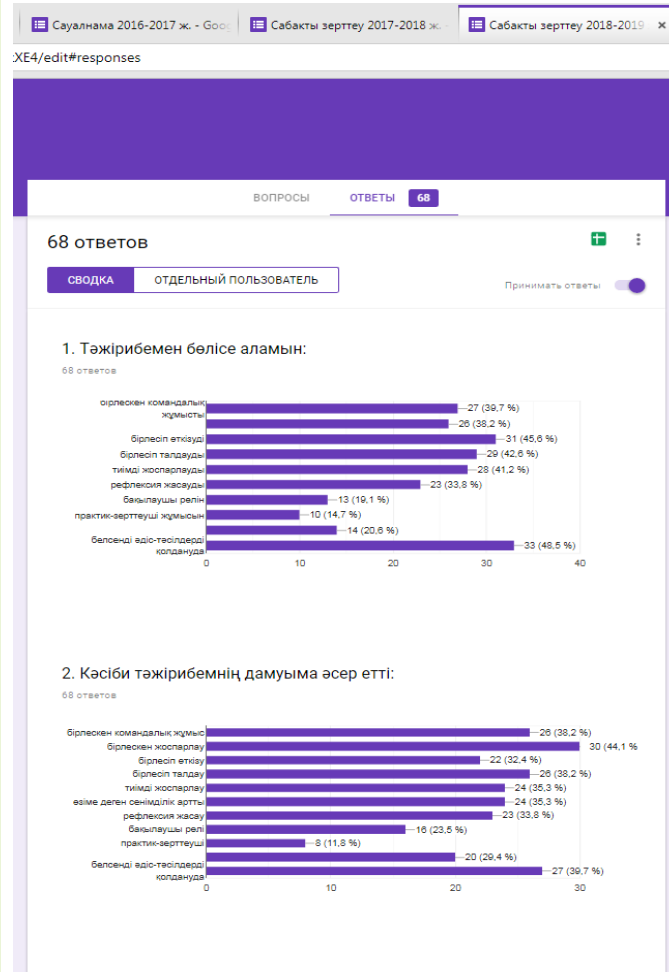 Сауалнама 2016-2017 ж. - Goo
Сабақты зерттеу 2017-2018 ж. -
Сабақты зерттеу 2018-2019
XE4/edit#responses
ВОПРОСЫ ОТВЕТЫ 68
68 ответов
СВОДКА ОТДЕЛЬНЫЙ ПОЛЬЗОВАТЕЛЬ
Принимать ответы
1. Тәжірибемен бөлісе аламын:
68 ответов
бірлескен командалық
жұмысты
27 (39,7 %)
26 (38,2 %)
бірлесіп өткізуді 31 (45,6 %)
бірлесіп талдауды 29 (42,6 %)
тиімді жоспарлауды 28 (41,2 %)
рефлексия жасауды 23 (33,8 %)
бақылаушы рөлін 13 (19,1 %)
практик-зерттеуші жұмысын 10 (14,7 %)
14 (20,6 %)
белсенді әдіс-тәсілдерді
қолдануда
33 (48,5 %)
0 10 20 30 40
2. Кәсіби тәжірибемнің дамуыма әсер етті:
68 ответов
бірлескен командалық жұмыс 26 (38,2 %)
бірлескен жоспарлау 30 (44,1 %
бірлесіп өткізу 22 (32,4 %)
бірлесіп талдау 26 (38,2 %)
тиімді жоспарлау 24 (35,3 %)
өзіме деген сенімділік артты 24 (35,3 %)
рефлексия жасау 23 (33,8 %)
бақылаушы рөлі 16 (23,5 %)
практик-зерттеуші 8 (11,8 %)
20 (29,4 %)
белсенді әдіс-тәсілдерді
қолдануда
27 (39,7 %)
0 10 20 30